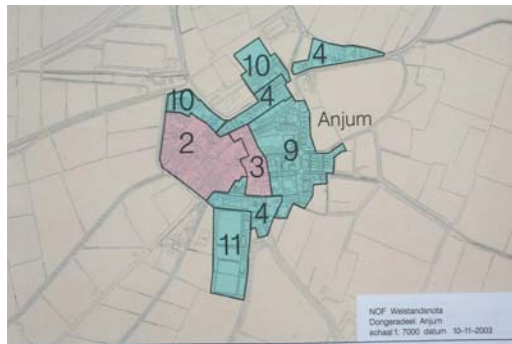 4
10
4
10
Anjum
2
9
3
4
11
NOF Welstandsnota
Dongeradeel: Anjum
schaal 1: 7000 datum 10-11-2003